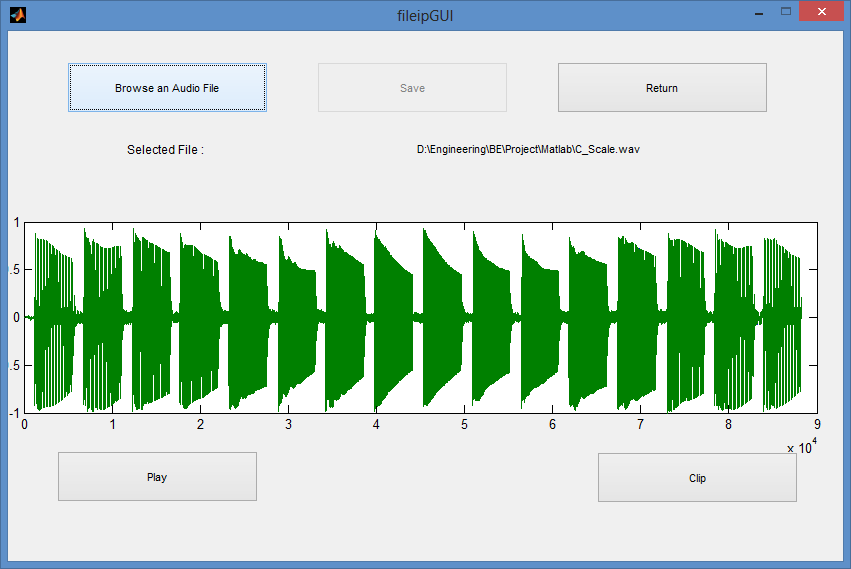 fileipGUI
Browse an Audio File
Save
Return
Selected File :
D:\Engineering\BE\Project\Matlab\C_Scale.wav
1
.5
0
.5
-1
0 1 2 3 4 5 6 7 8 9
x 10^4
Play
Clip